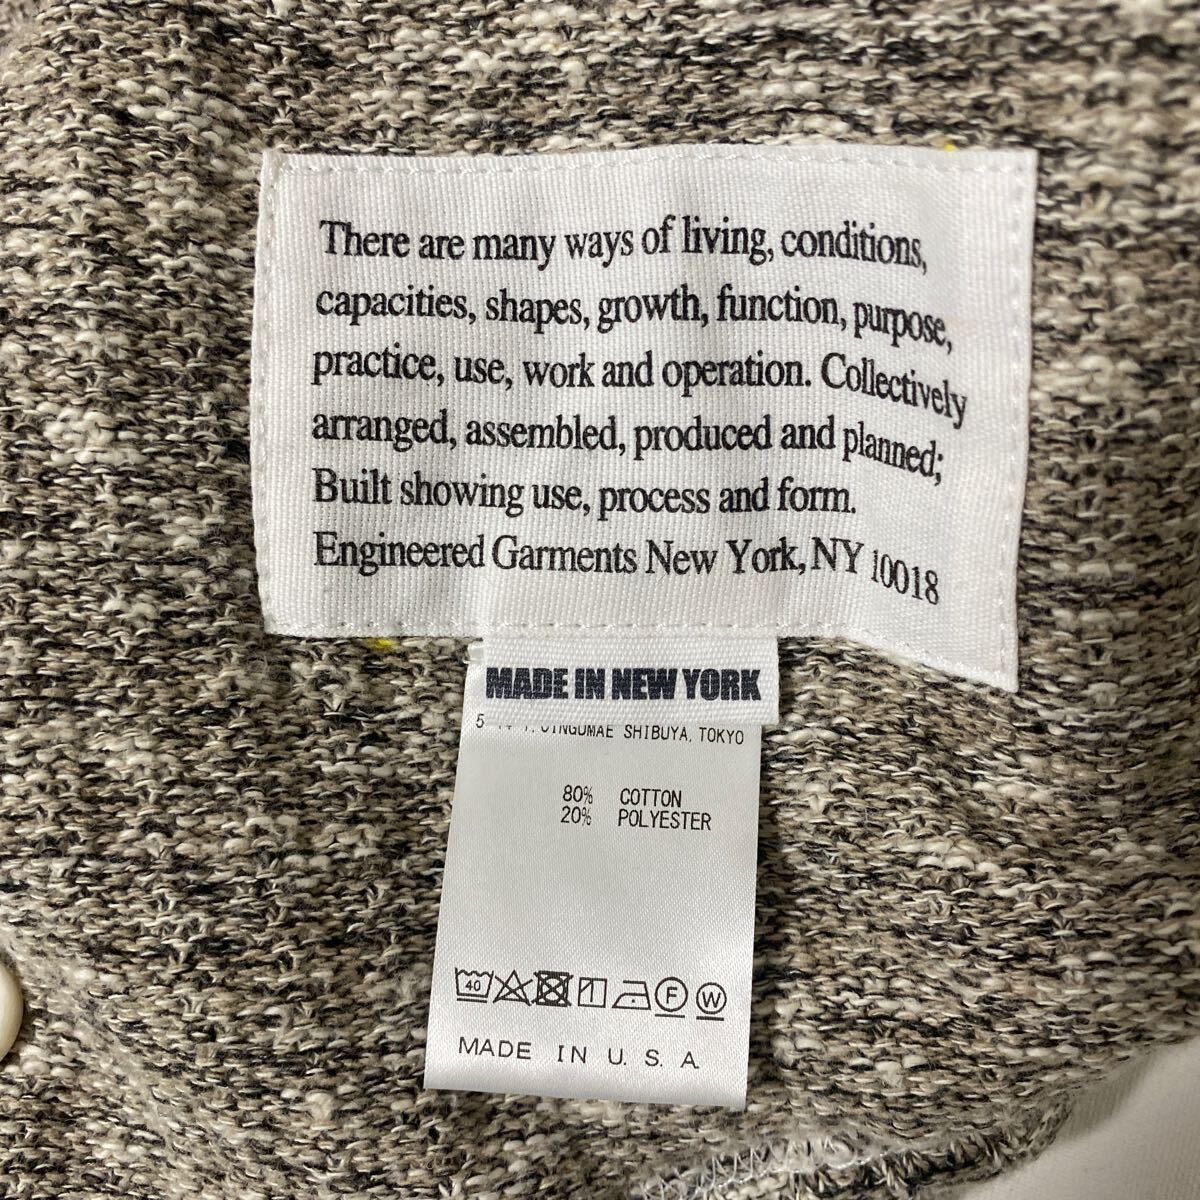 There are many ways of living, conditions,
capacities, shapes, growth, function, purpose,
practice, use, work and operation. Collectively
arranged, assembled, produced and planned;
Built showing use, process and form.
Engineered Garments New York, NY 10018
MADE IN NEW YORK
5 SHIBUYA, TOKYO
80% COTTON
20% POLYESTER
40 F W
MADE IN U. S. A